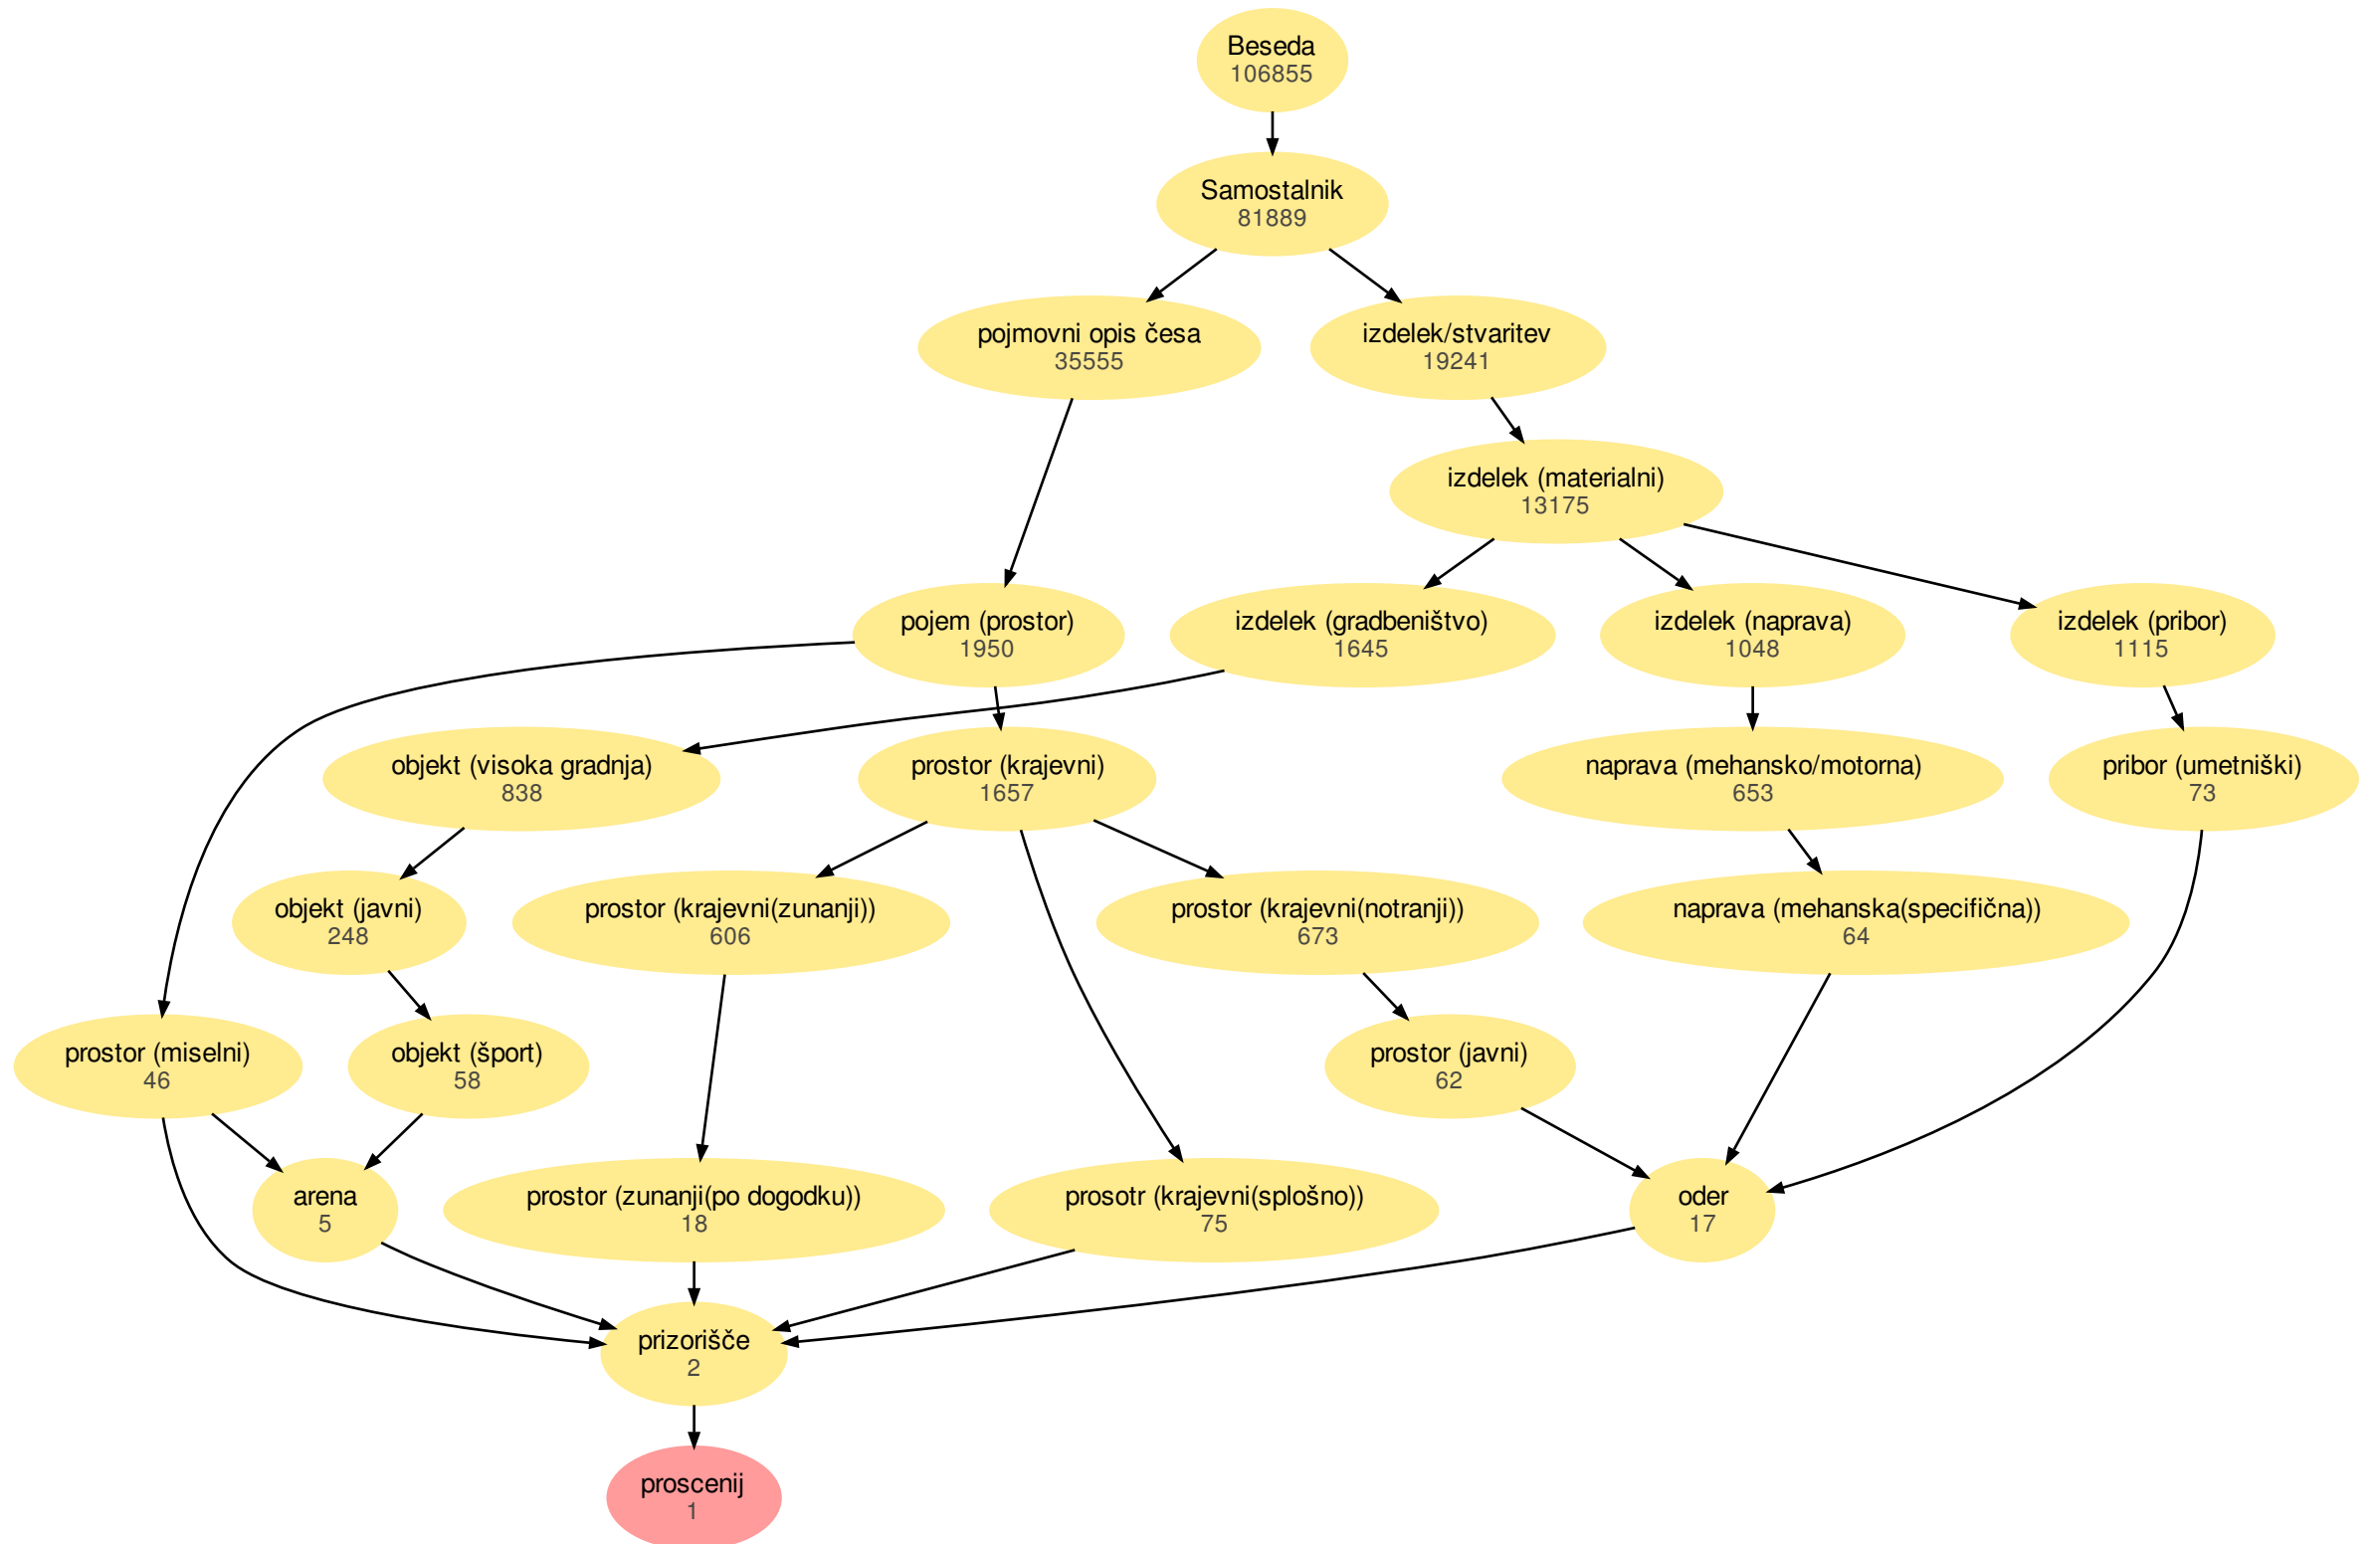 Beseda
106855
Samostalnik
81889
pojmovni opis česa
35555
izdelek/stvaritev
19241
izdelek (materialni)
13175
pojem (prostor)
1950
izdelek (gradbeništvo)
1645
izdelek (naprava)
1048
izdelek (pribor)
1115
objekt (visoka gradnja)
838
prostor (krajevni)
1657
naprava (mehansko/motorna)
653
pribor (umetniški)
73
objekt (javni)
248
prostor (krajevni(zunanji))
606
prostor (krajevni(notranji))
673
naprava (mehanska(specifična))
64
prostor (miselni)
46
objekt (šport)
58
prostor (javni)
62
arena
5
prostor (zunanji(po dogodku))
18
prosotr (krajevni(splošno))
75
oder
17
prizorišče
2
proscenij
1